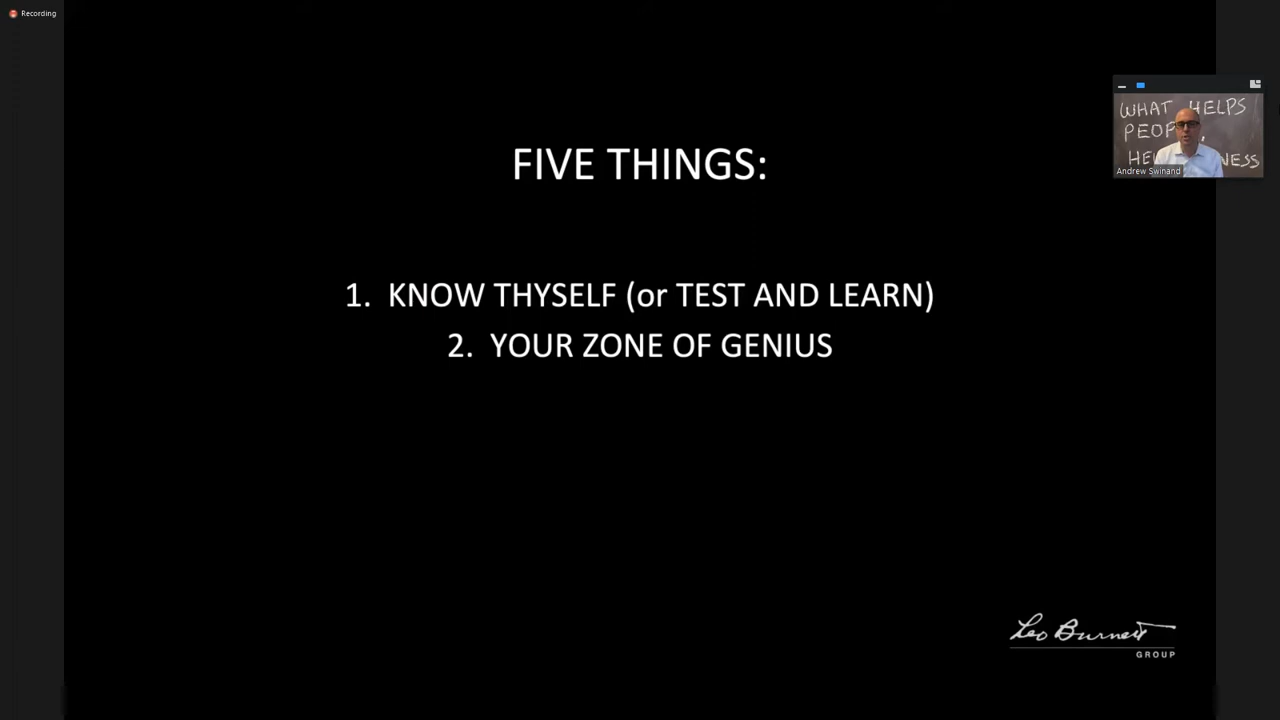 Recording
WHAT HELPS
PEOP
HE NESS
Andrew Swinand
FIVE THINGS:
1. KNOW THYSELF (or TEST AND LEARN)
2. YOUR ZONE OF GENIUS
Leo Burnett
GROUP